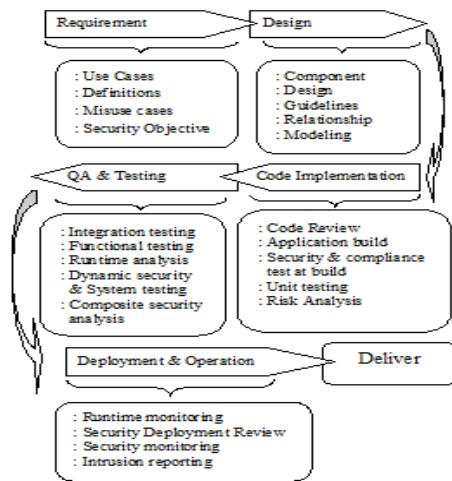 Requirement
Design
: Use Cases
: Definitions
: Misuse cases
: Security Objective
: Component
: Design
: Guidelines
: Relationship
: Modeling
QA & Testing
Code Implementation
: Integration testing
: Functional testing
: Runtime analysis
: Dynamic security
& System testing
: Composite security
analysis
: Code Review
: Application build
: Security & compliance
test at build
: Unit testing
: Risk Analysis
Deployment & Operation
Deliver
: Runtime monitoring
: Security Deployment Review
: Security monitoring
: Intrusion reporting